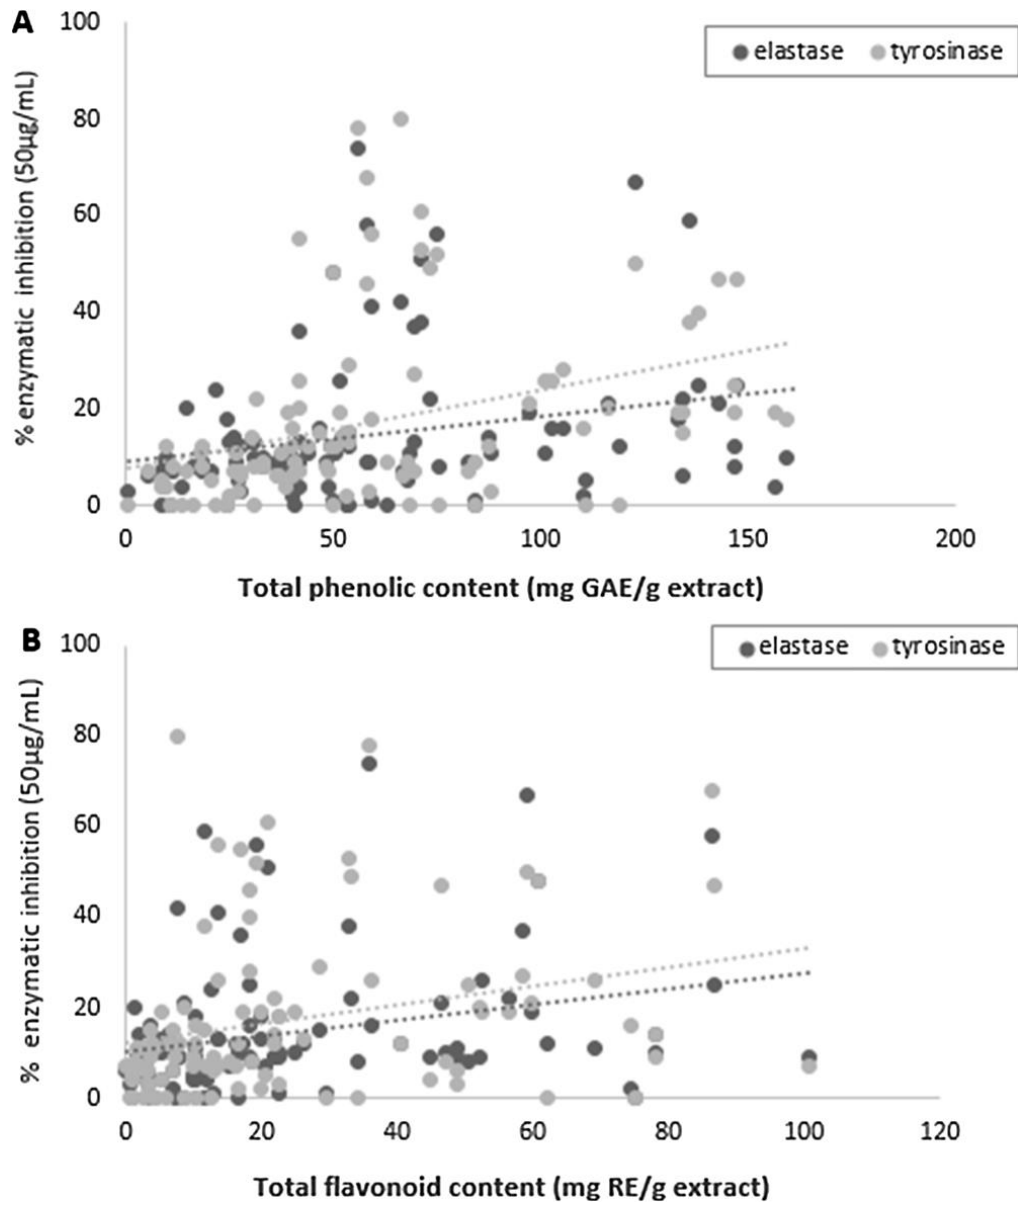 A
100
80
60
40
20
0
% enzymatic inhibition (50µg/mL)
elastase tyrosinase
0 50 100 150 200
Total phenolic content (mg GAE/g extract)
B
100
80
60
40
20
0
% enzymatic inhibition (50µg/mL)
elastase tyrosinase
0 20 40 60 80 100 120
Total flavonoid content (mg RE/g extract)